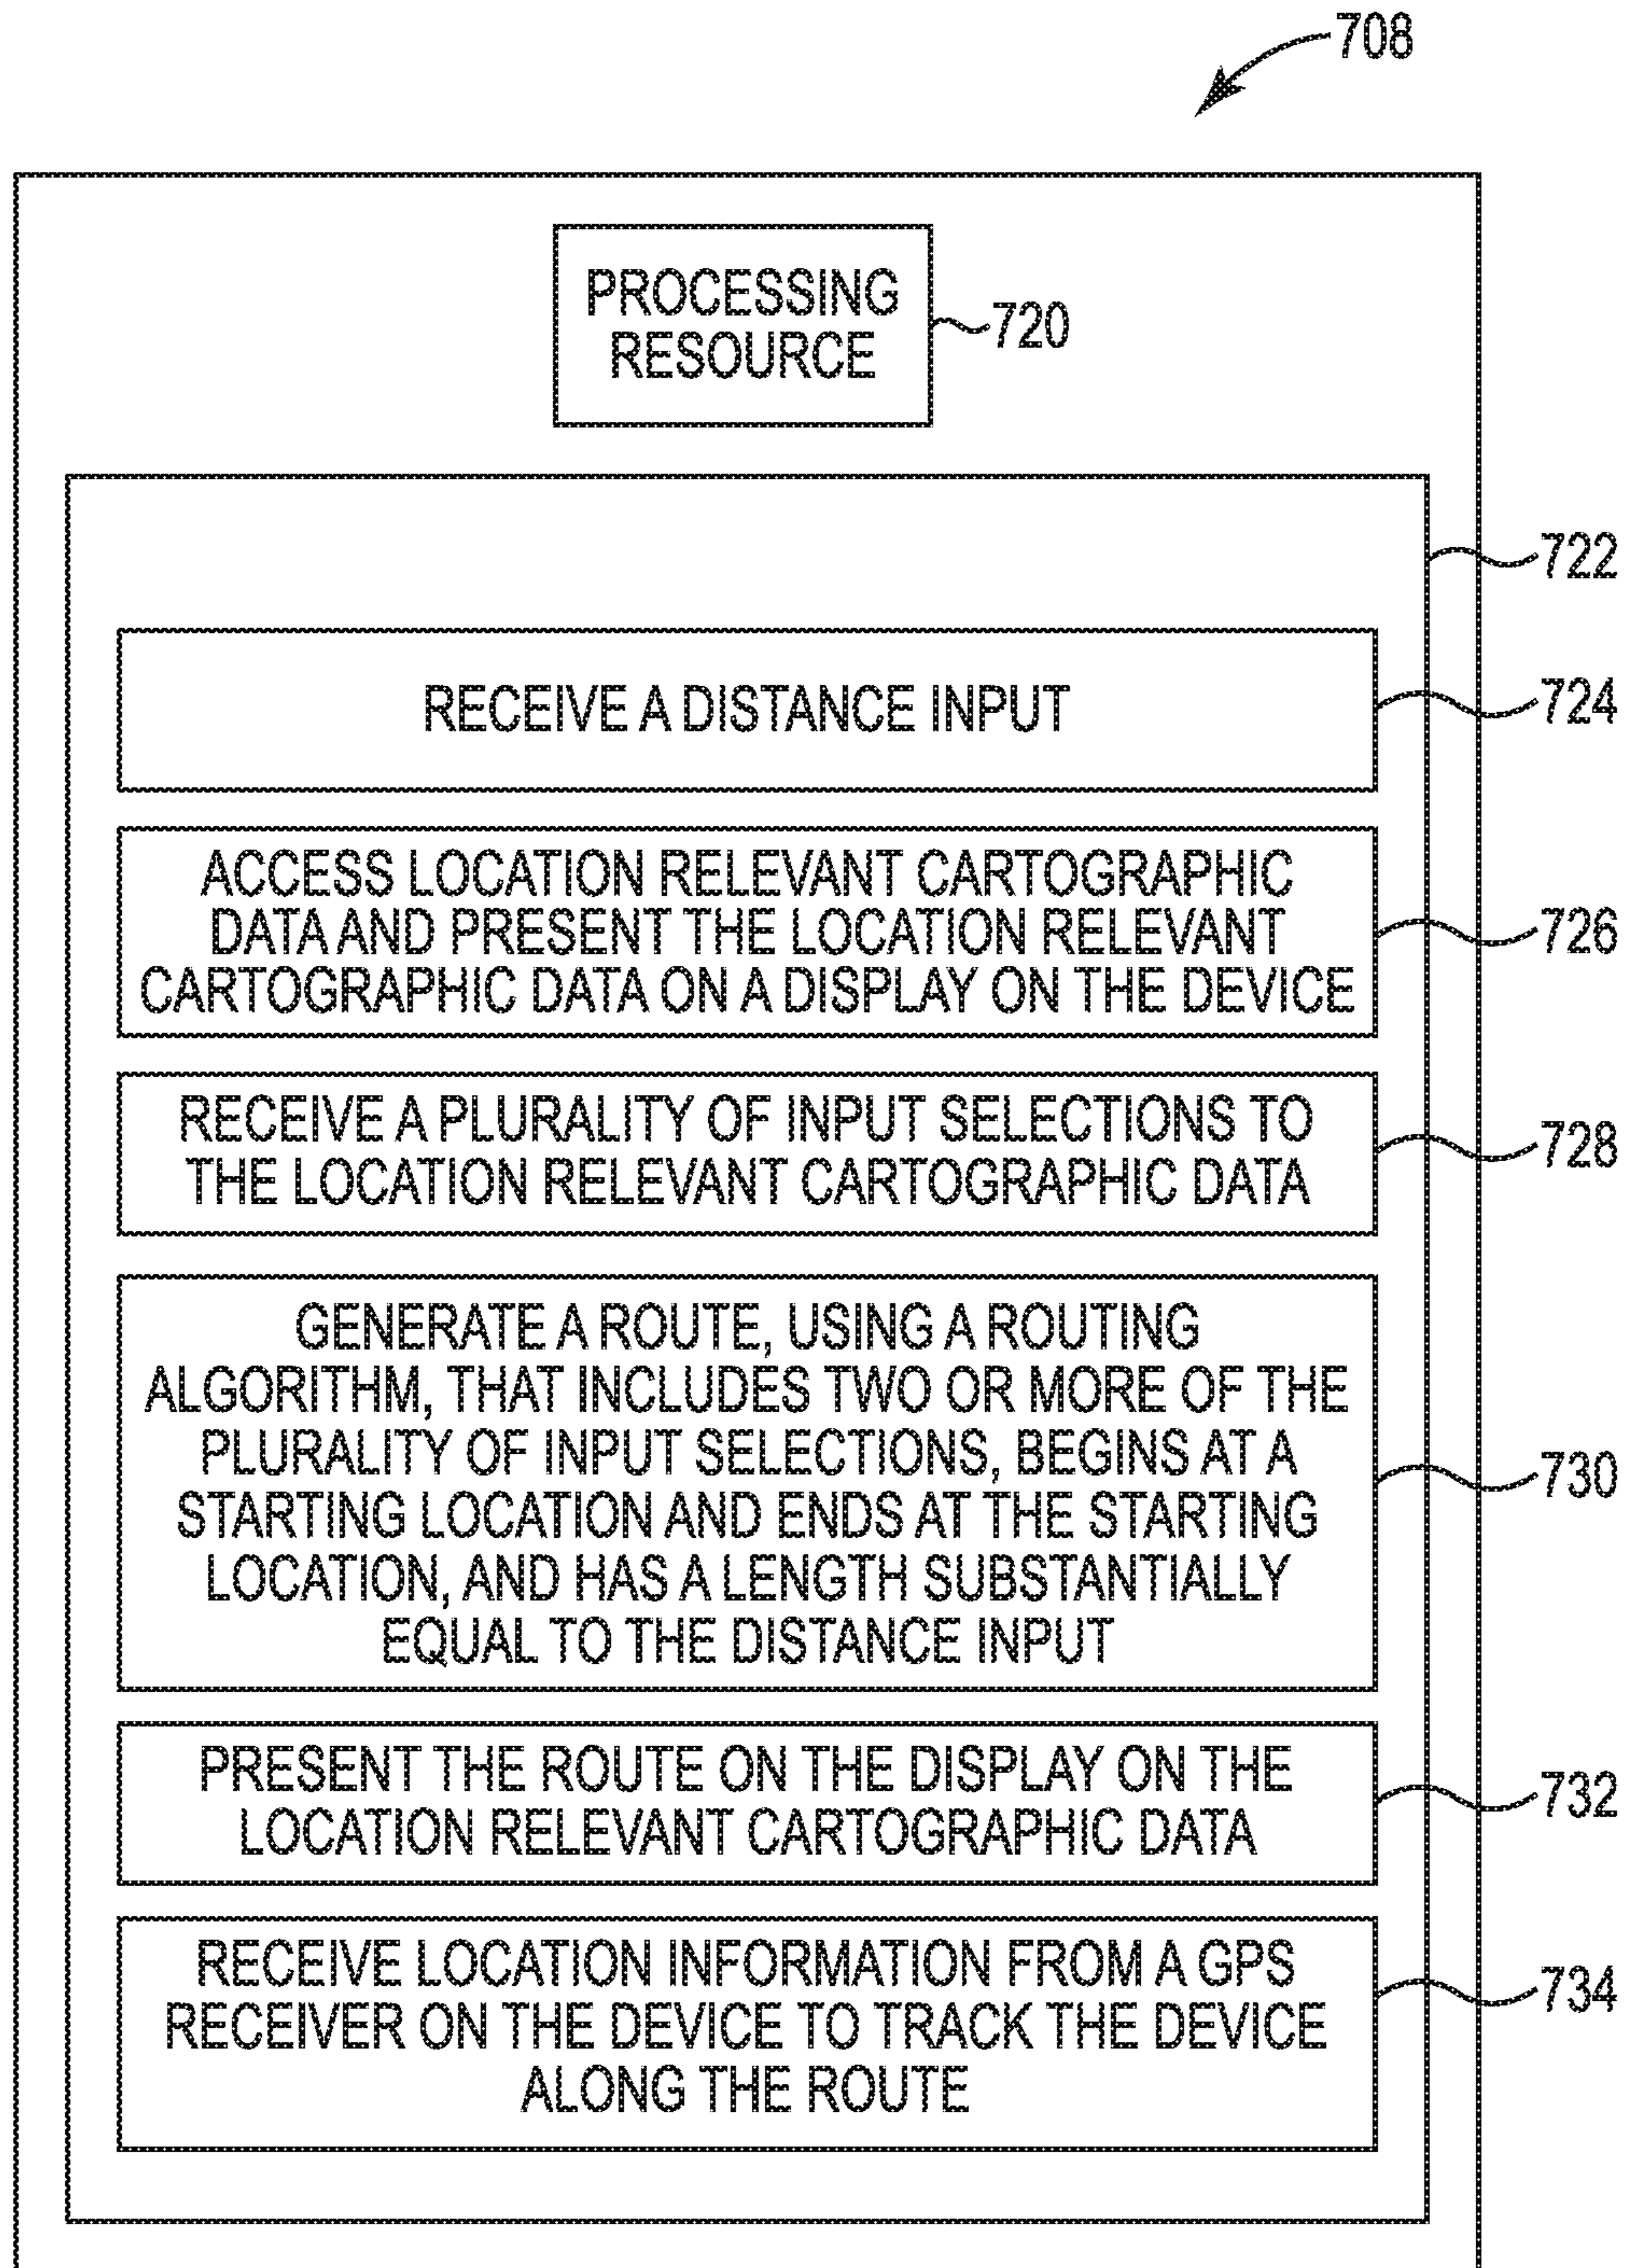 708
PROCESSING
RESOURCE
720
722
RECEIVE A DISTANCE INPUT
724
ACCESS LOCATION RELEVANT CARTOGRAPHIC
DATA AND PRESENT THE LOCATION RELEVANT
CARTOGRAPHIC DATA ON A DISPLAY ON THE DEVICE
726
RECEIVE A PLURALITY OF INPUT SELECTIONS TO
THE LOCATION RELEVANT CARTOGRAPHIC DATA
728
GENERATE A ROUTE, USING A ROUTING
ALGORITHM, THAT INCLUDES TWO OR MORE OF THE
PLURALITY OF INPUT SELECTIONS, BEGINS AT A
STARTING LOCATION AND ENDS AT THE STARTING
LOCATION, AND HAS A LENGTH SUBSTANTIALLY
EQUAL TO THE DISTANCE INPUT
730
PRESENT THE ROUTE ON THE DISPLAY ON THE
LOCATION RELEVANT CARTOGRAPHIC DATA
732
RECEIVE LOCATION INFORMATION FROM A GPS
RECEIVER ON THE DEVICE TO TRACK THE DEVICE
ALONG THE ROUTE
734